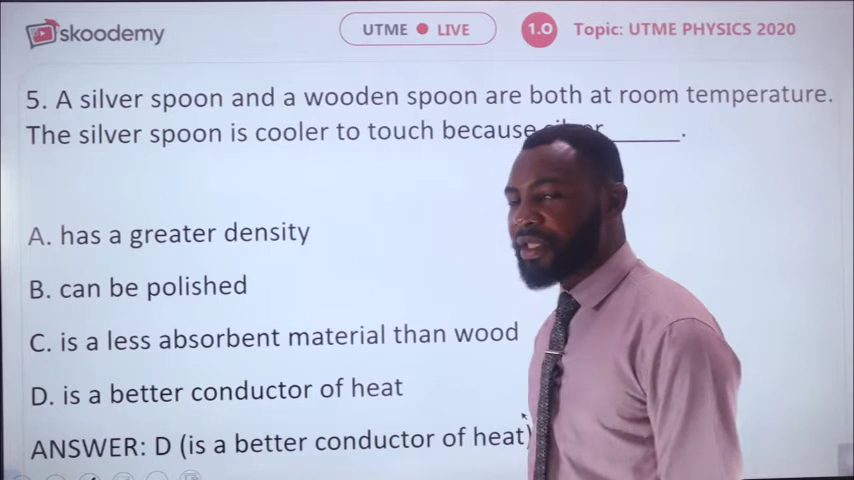 skoodemy
UTME LIVE
1.0
Topic: UTME PHYSICS 2020
5. A silver spoon and a wooden spoon are both at room temperature.
The silver spoon is cooler to touch because silver ______.
A. has a greater density
B. can be polished
C. is a less absorbent material than wood
D. is a better conductor of heat
ANSWER: D (is a better conductor of heat)